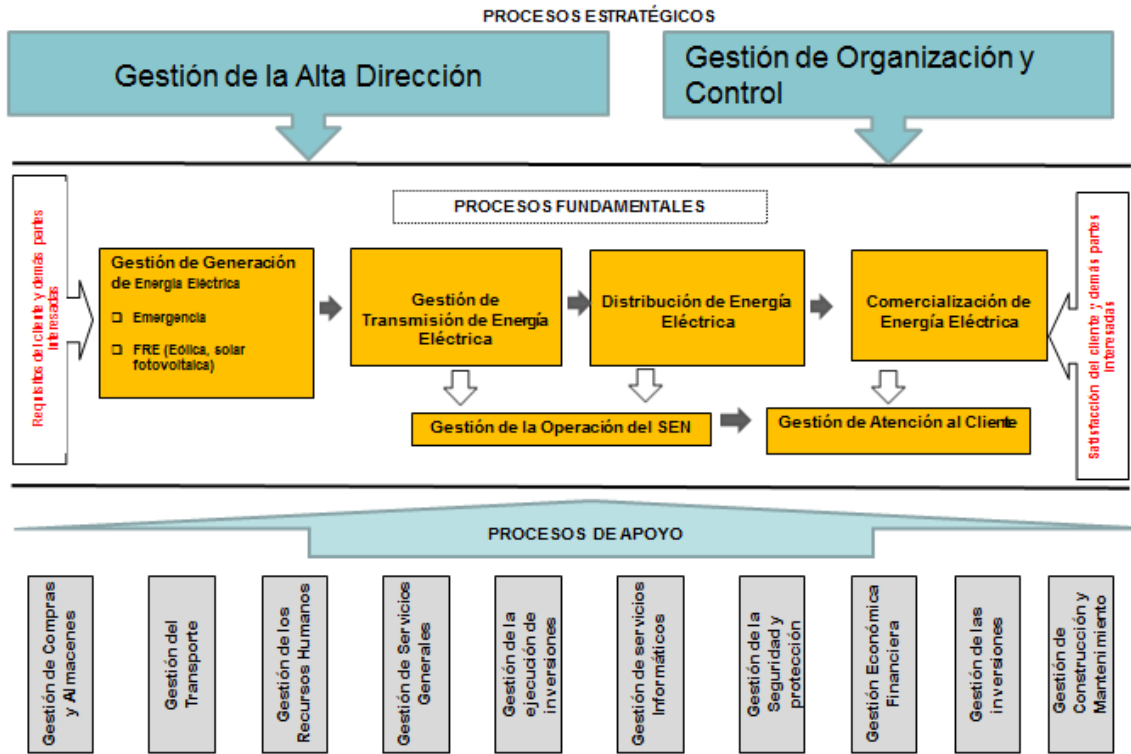 PROCESOS ESTRATÉGICOS
Gestión de la Alta Dirección
Gestión de Organización y
Control
PROCESOS FUNDAMENTALES
Requisitos del cliente y demás partes
interesadas
Gestión de Generación
de Energía Eléctrica
Emergencia
FRE (Eólica, solar
fotovoltaica)
Gestión de
Transmisión de Energía
Eléctrica
Distribución de Energía
Eléctrica
Comercialización de
Energía Eléctrica
Satisfacción del cliente y demás partes
interesadas
Gestión de la Operación del SEN
Gestión de Atención al Cliente
PROCESOS DE APOYO
Gestión de Compras
y Almacenes
Gestión del
Transporte
Gestión de los
Recursos Humanos
Gestión de Servicios
Generales
Gestión de la
ejecución de
inversiones
Gestión de servicios
Informáticos
Gestión de la
Seguridad y
protección
Gestión Económica
Financiera
Gestión de las
inversiones
Gestión de
Construcción y
Mantenimiento